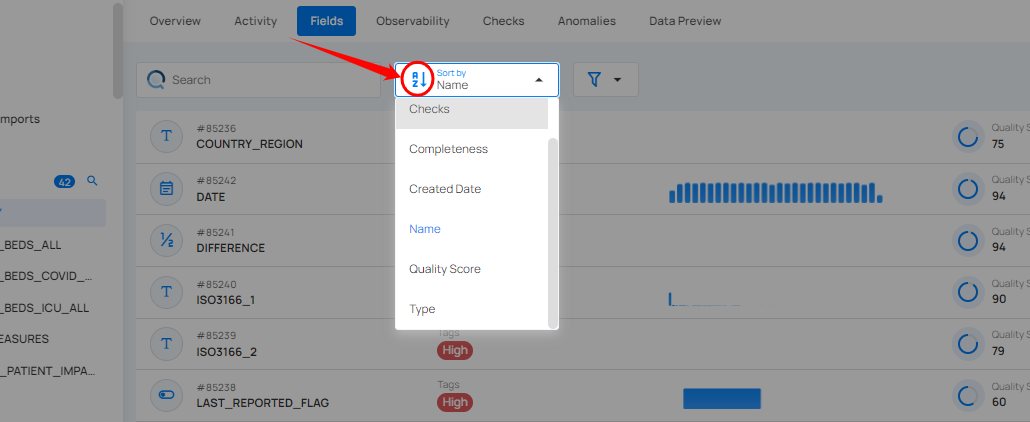 Overview Activity Fields Observability Checks Anomalies Data Preview
Search
Sort by
Name
Checks
Completeness
Created Date
Name
Quality Score
Type
#85236
COUNTRY_REGION
Quality S
75
#85242
DATE
Quality S
94
#85241
DIFFERENCE
Quality S
94
#85240
ISO3166_1
Quality S
90
#85239
ISO3166_2
Tags
High
Quality S
79
#85238
LAST_REPORTED_FLAG
Tags
High
Quality S
60
mports
42
_BEDS_ALL
_BEDS_COVID_...
_BEDS_ICU_ALL
EASURES
_PATIENT_IMPA...